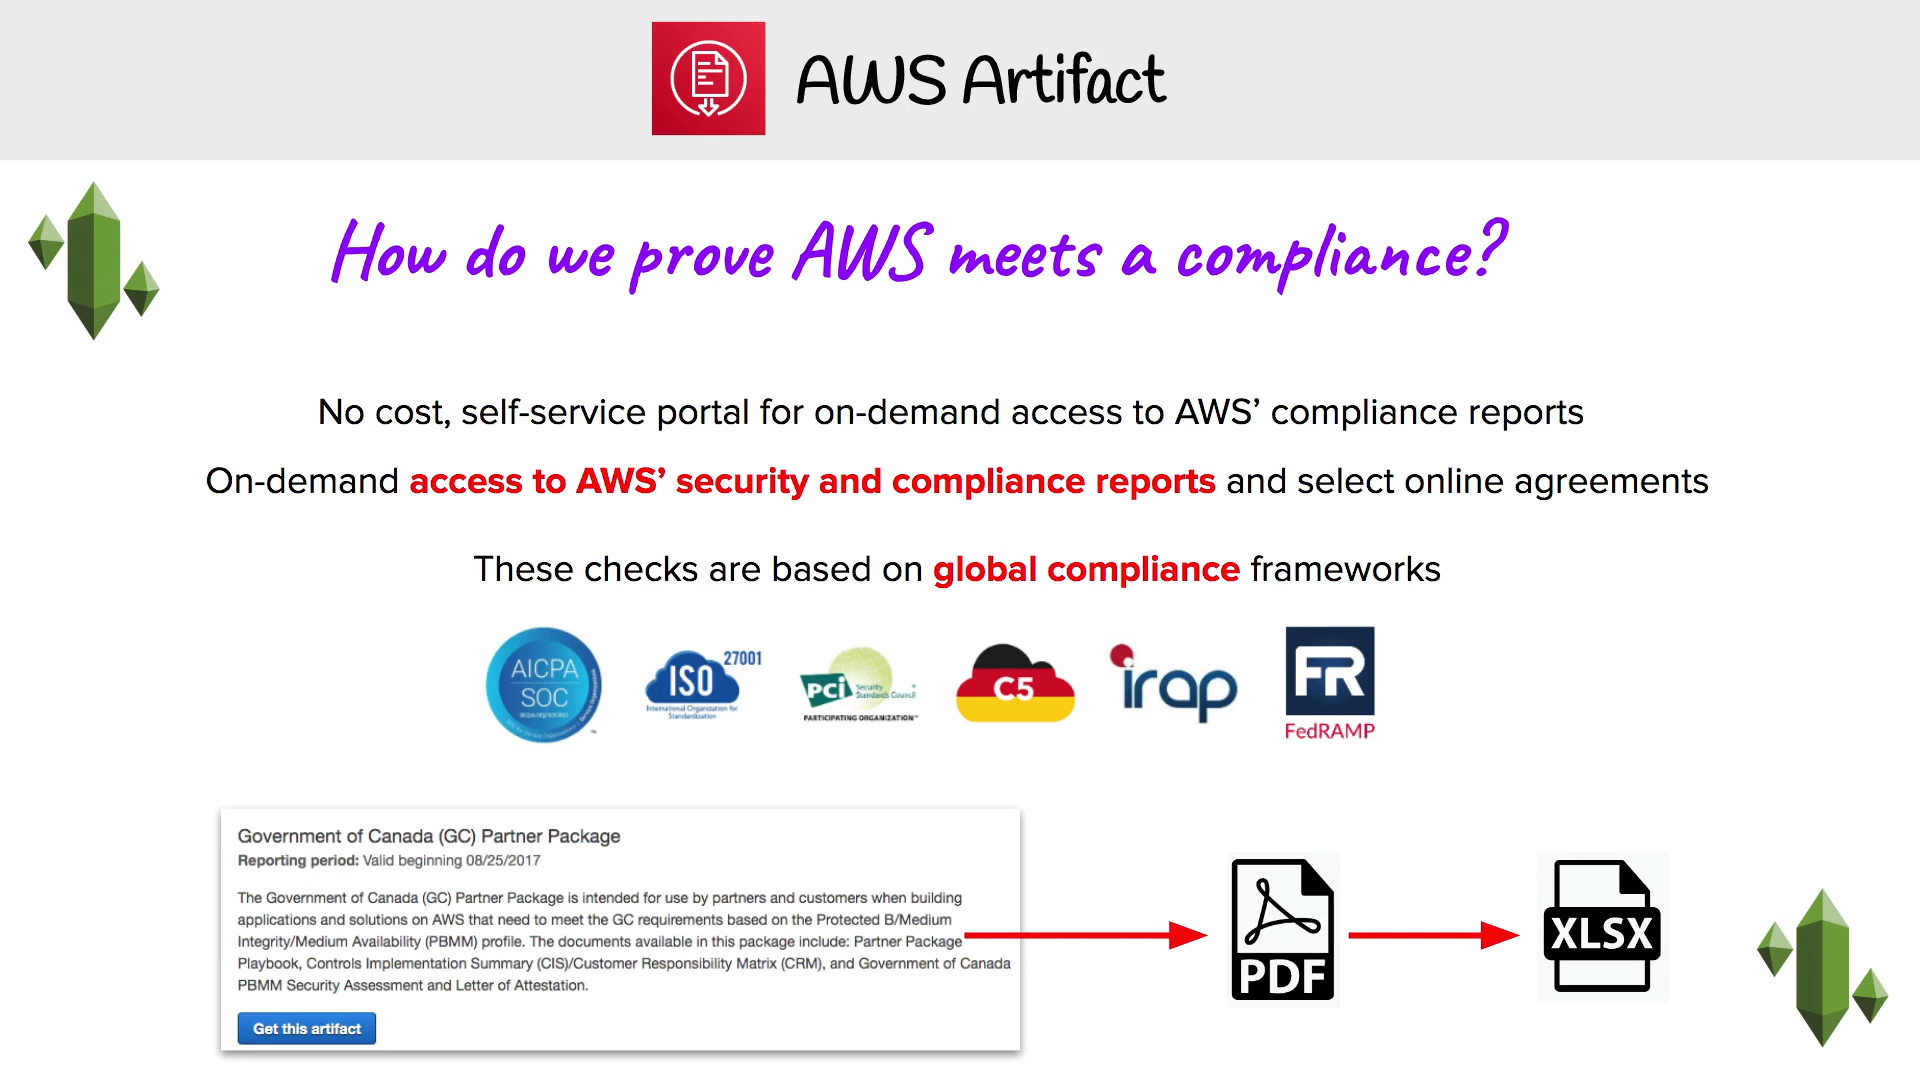 AWS Artifact
How do we prove AWS meets a compliance?
No cost, self-service portal for on-demand access to AWS’ compliance reports
On-demand access to AWS’ security and compliance reports and select online agreements
These checks are based on global compliance frameworks
AICPA
SOC
aicpa.org/soc4so
ISO 27001
International Organization for
Standardization
PCI Security
Standards Council
PARTICIPATING ORGANIZATION™
C5
irap
FR
FedRAMP
Government of Canada (GC) Partner Package
Reporting period: Valid beginning 08/25/2017
The Government of Canada (GC) Partner Package is intended for use by partners and customers when building
applications and solutions on AWS that need to meet the GC requirements based on the Protected B/Medium
Integrity/Medium Availability (PBMM) profile. The documents available in this package include: Partner Package
Playbook, Controls Implementation Summary (CIS)/Customer Responsibility Matrix (CRM), and Government of Canada
PBMM Security Assessment and Letter of Attestation.
Get this artifact
PDF
XLSX